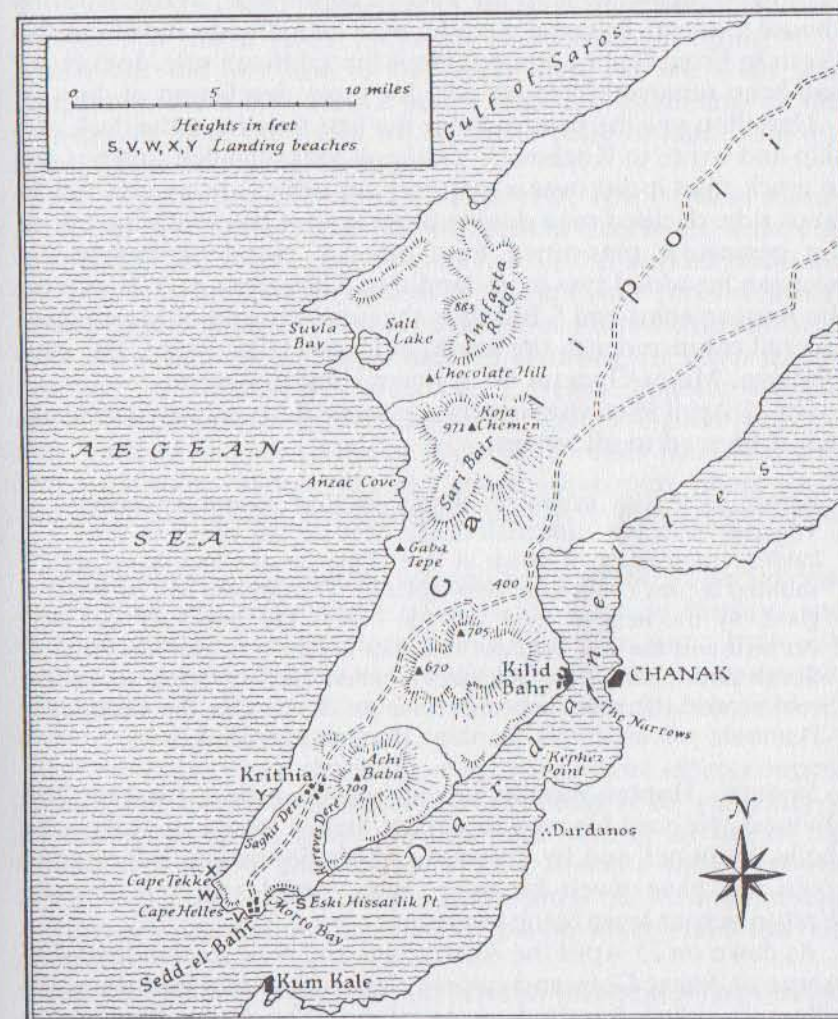 0 5 10 miles
Heights in feet
S, V, W, X, Y Landing beaches
Gulf of Saros
Gallipoli
885
Anafarta
Ridge
Suvla
Bay
Salt
Lake
Chocolate Hill
971
Koja
Chemen
Sari Bair
AEGEAN
SEA
Anzac Cove
Gaba
Tepe
400
705
670
Kilid
Bahr
CHANAK
The Narrows
Dardanelles
Kephez
Point
Achi
Baba
709
Krithia
Y
Saghir Dere
Kereves Dere
Dardanos
N
X
Cape Tekke
W
Cape Helles
V
S
Eski Hissarlik Pt.
Morto Bay
Sedd-el-Bahr
Kum Kale